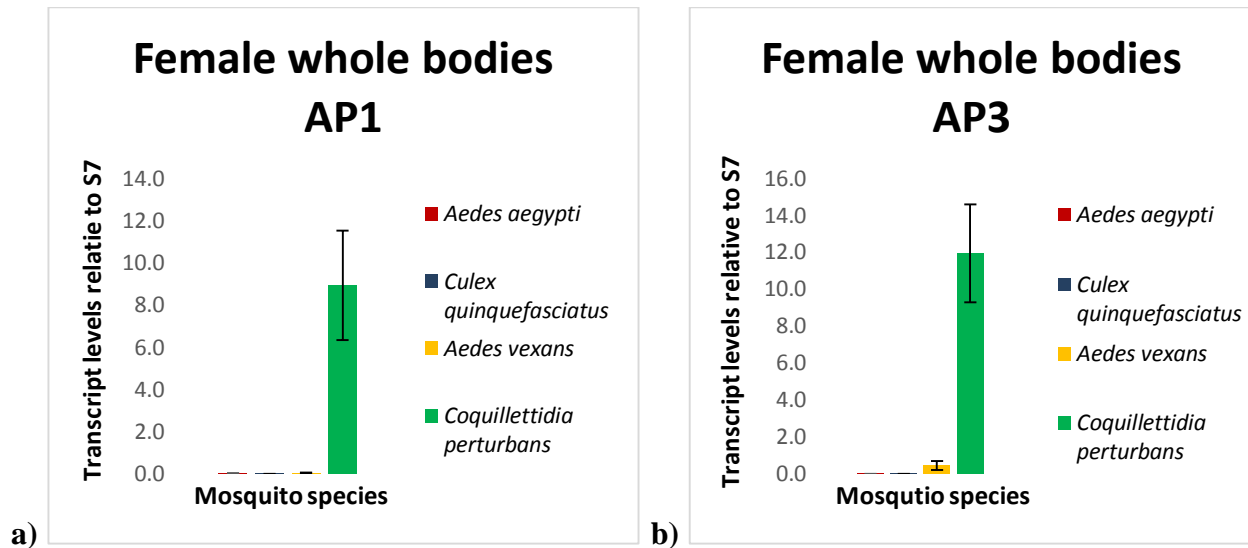 Female whole bodies
AP1
Transcript levels relatie to S7
14.0
12.0
10.0
8.0
6.0
4.0
2.0
0.0
Mosquito species
Aedes aegypti
Culex
quinquefasciatus
Aedes vexans
Coquillettidia
perturbans
a)
Female whole bodies
AP3
Transcript levels relative to S7
16.0
14.0
12.0
10.0
8.0
6.0
4.0
2.0
0.0
Mosqutio species
Aedes aegypti
Culex
quinquefasciatus
Aedes vexans
Coquillettidia
perturbans
b)